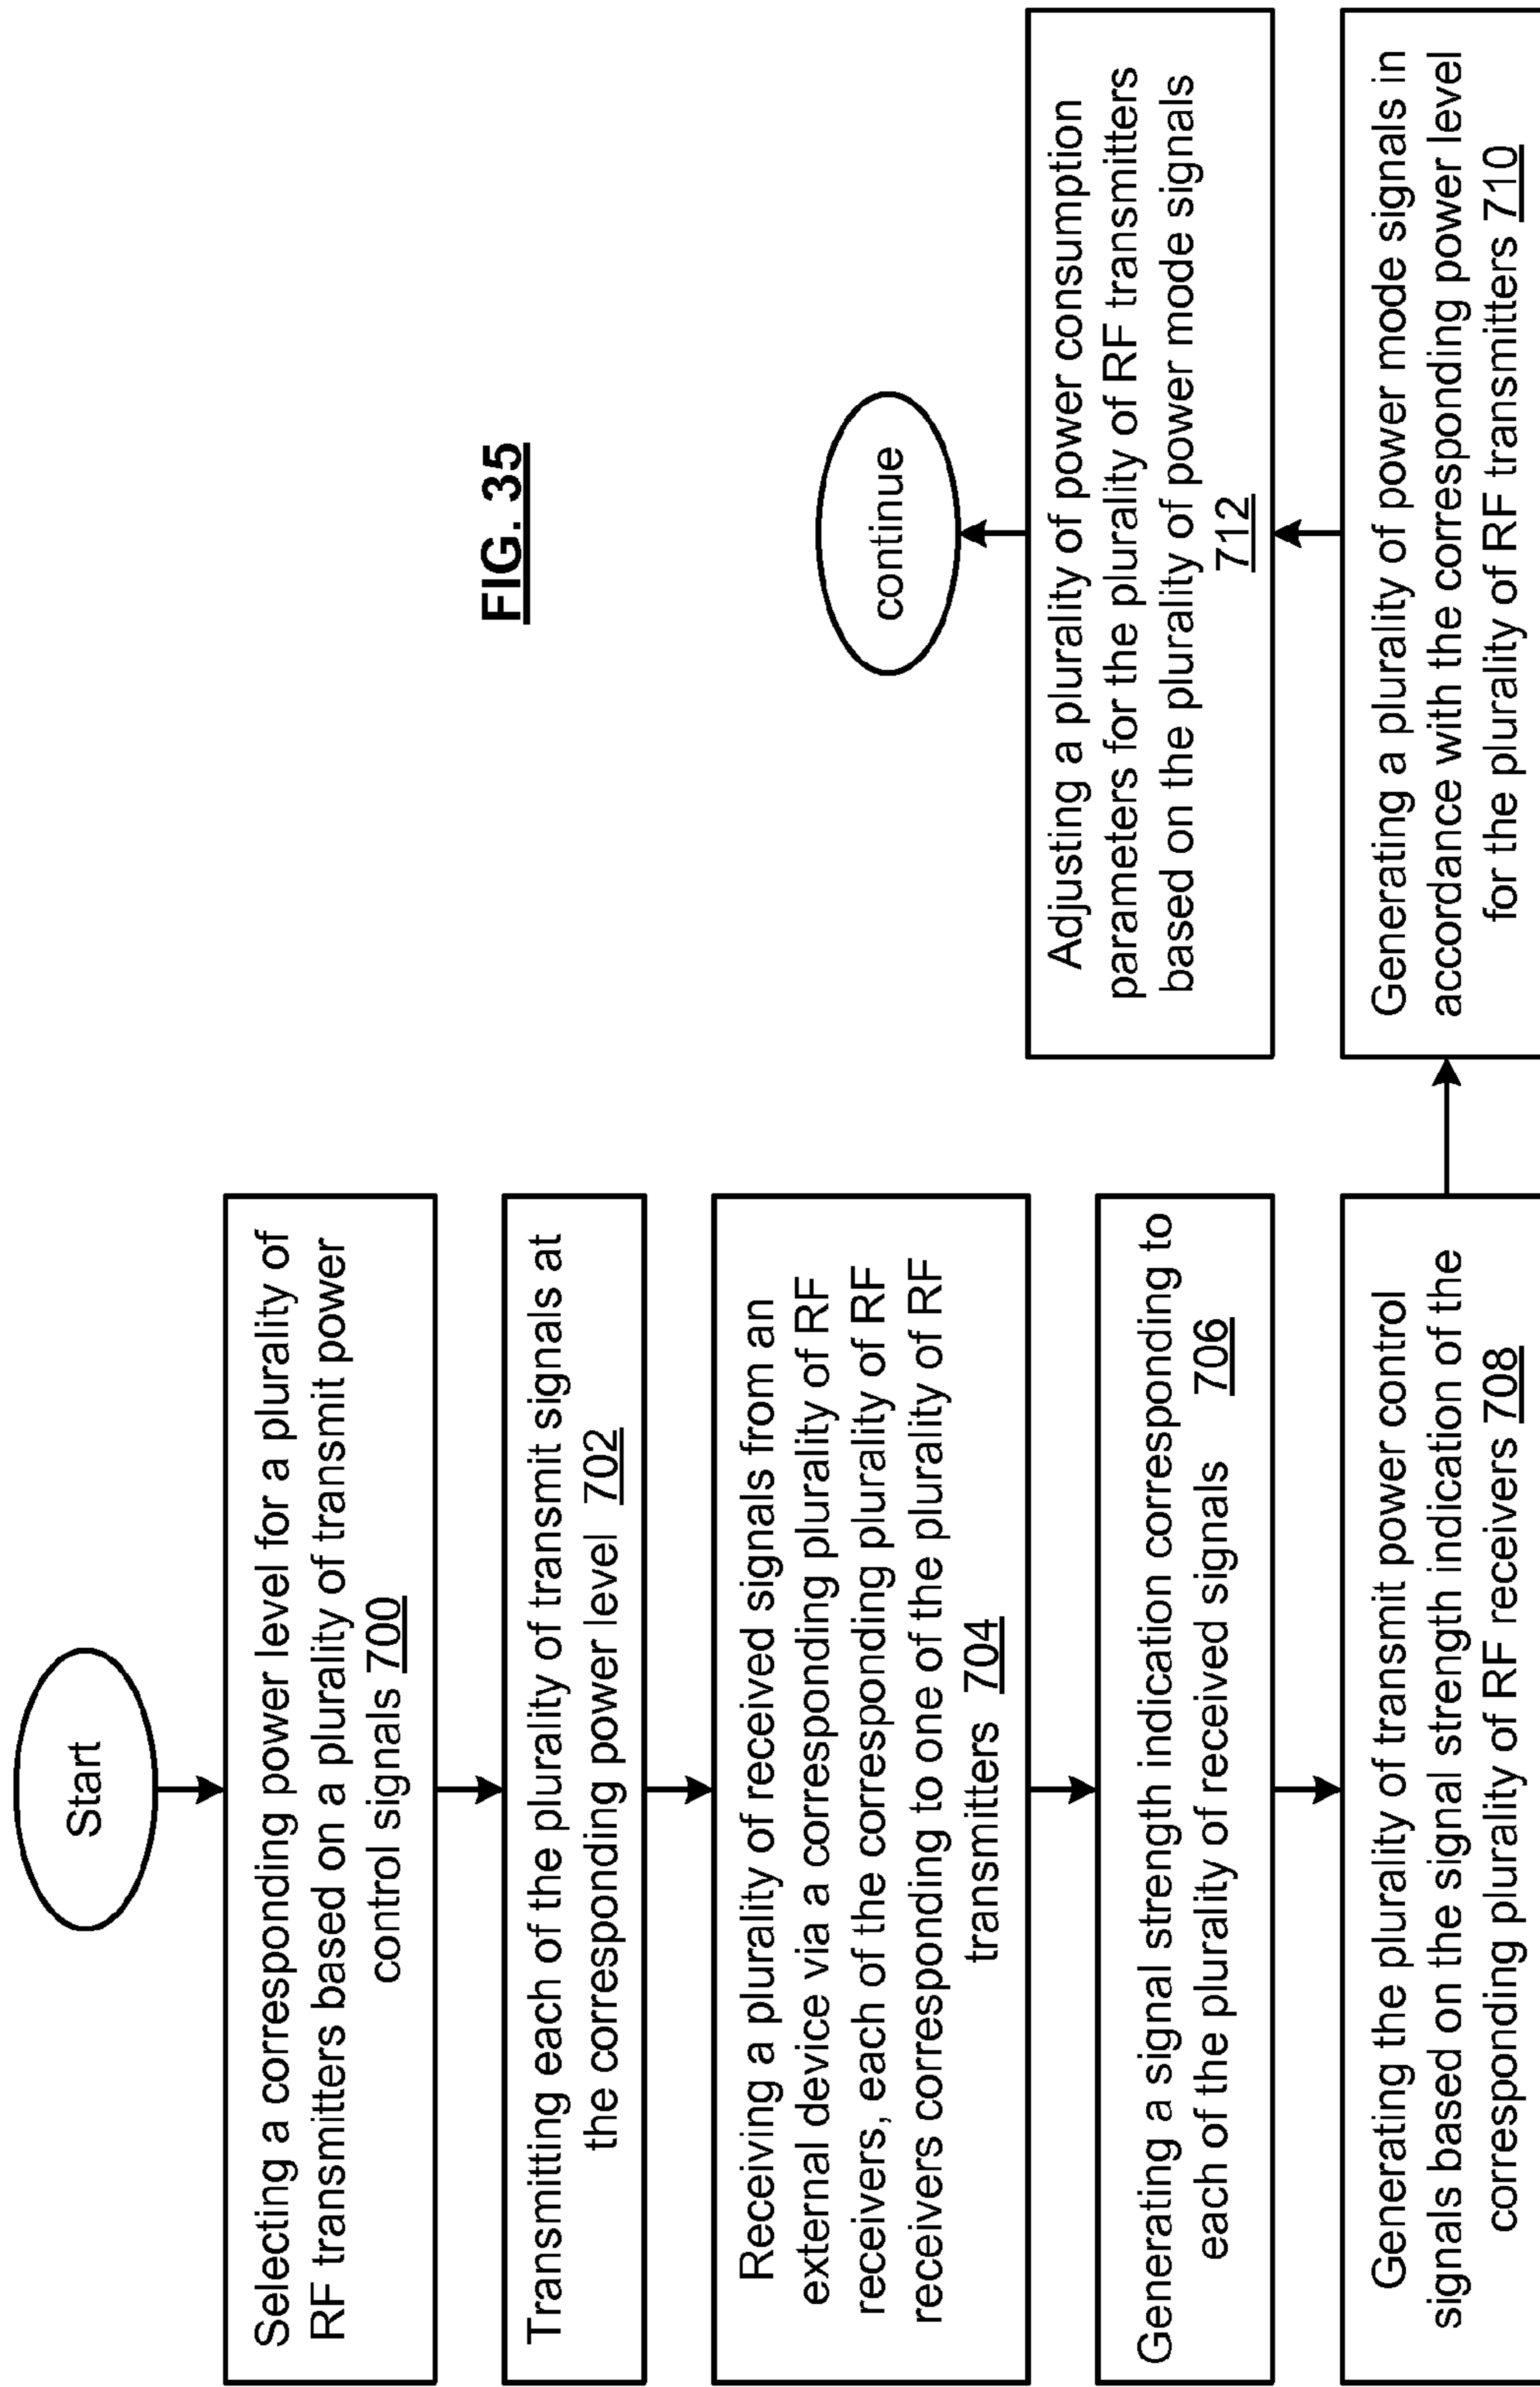 Start
Selecting a corresponding power level for a plurality of
RF transmitters based on a plurality of transmit power
control signals 700
Transmitting each of the plurality of transmit signals at
the corresponding power level 702
Receiving a plurality of received signals from an
external device via a corresponding plurality of RF
receivers, each of the corresponding plurality of RF
receivers corresponding to one of the plurality of RF
transmitters 704
Generating a signal strength indication corresponding to
each of the plurality of received signals 706
Generating the plurality of transmit power control
signals based on the signal strength indication of the
corresponding plurality of RF receivers 708
Generating a plurality of power mode signals in
accordance with the corresponding power level
for the plurality of RF transmitters 710
Adjusting a plurality of power consumption
parameters for the plurality of RF transmitters
based on the plurality of power mode signals
712
continue
FIG. 35